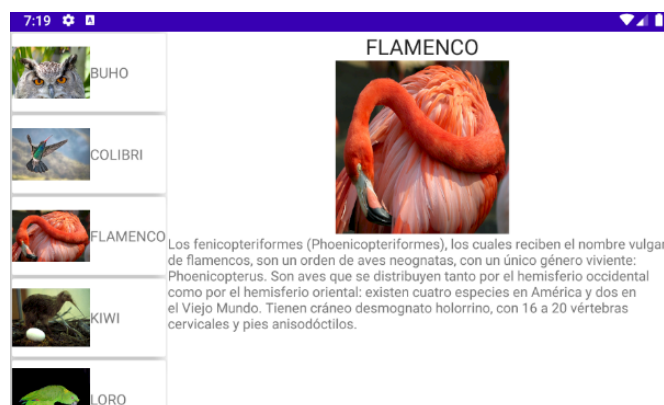 7:19
BUHO
COLIBRI
FLAMENCO
KIWI
LORO
FLAMENCO
Los fenicopteriformes (Phoenicopteriformes), los cuales reciben el nombre vulgar
de flamencos, son un orden de aves neognatas, con un único género viviente:
Phoenicopterus. Son aves que se distribuyen tanto por el hemisferio occidental
como por el hemisferio oriental: existen cuatro especies en América y dos en
el Viejo Mundo. Tienen cráneo desmognato holorrino, con 16 a 20 vértebras
cervicales y pies anisodóctilos.